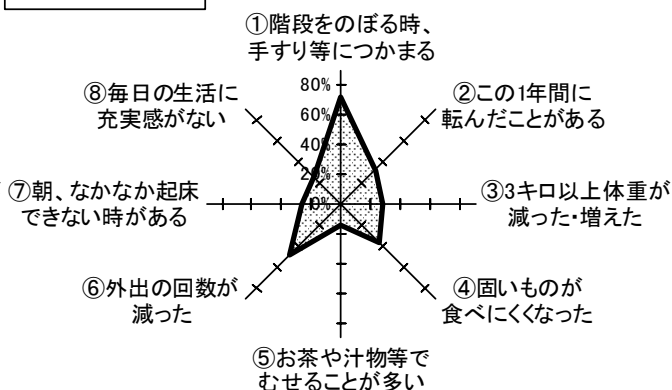 ①階段をのぼる時、
手すり等につかまる
80%
60%
40%
20%
0%
②この1年間に
転んだことがある
③3キロ以上体重が
減った・増えた
④固いものが
食べにくくなった
⑤お茶や汁物等で
むせることが多い
⑥外出の回数が
減った
⑦朝、なかなか起床
できない時がある
⑧毎日の生活に
充実感がない